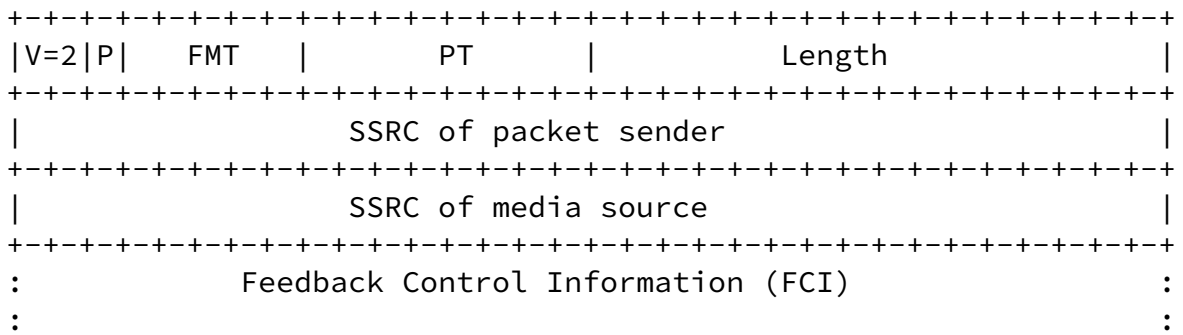 +-+-+-+-+-+-+-+-+-+-+-+-+-+-+-+-+-+-+-+-+-+-+-+-+-+-+-+-+-+-+-+-+
|V=2|P|   FMT   |       PT      |          Length               |
+-+-+-+-+-+-+-+-+-+-+-+-+-+-+-+-+-+-+-+-+-+-+-+-+-+-+-+-+-+-+-+-+
|                  SSRC of packet sender                        |
+-+-+-+-+-+-+-+-+-+-+-+-+-+-+-+-+-+-+-+-+-+-+-+-+-+-+-+-+-+-+-+-+
|                  SSRC of media source                         |
+-+-+-+-+-+-+-+-+-+-+-+-+-+-+-+-+-+-+-+-+-+-+-+-+-+-+-+-+-+-+-+-+
:            Feedback Control Information (FCI)                 :
:                                                               :